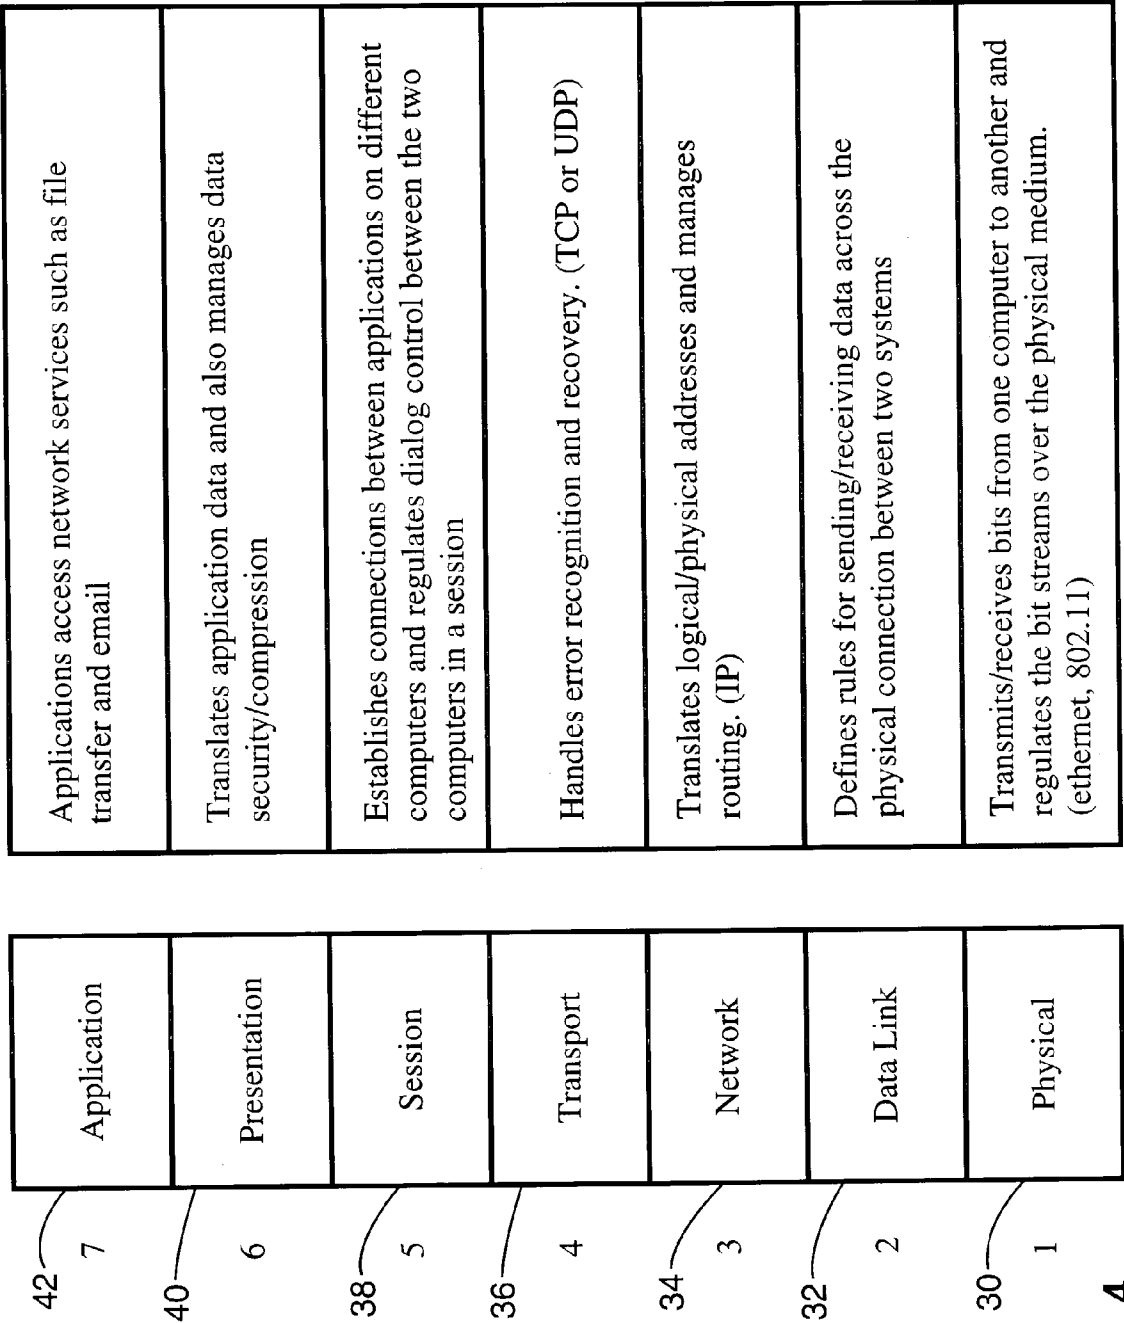 42
7
Application
Applications access network services such as file
transfer and email
40
6
Presentation
Translates application data and also manages data
security/compression
38
5
Session
Establishes connections between applications on different
computers and regulates dialog control between the two
computers in a session
36
4
Transport
Handles error recognition and recovery. (TCP or UDP)
34
3
Network
Translates logical/physical addresses and manages
routing. (IP)
32
2
Data Link
Defines rules for sending/receiving data across the
physical connection between two systems
30
1
Physical
Transmits/receives bits from one computer to another and
regulates the bit streams over the physical medium.
(ethernet, 802.11)